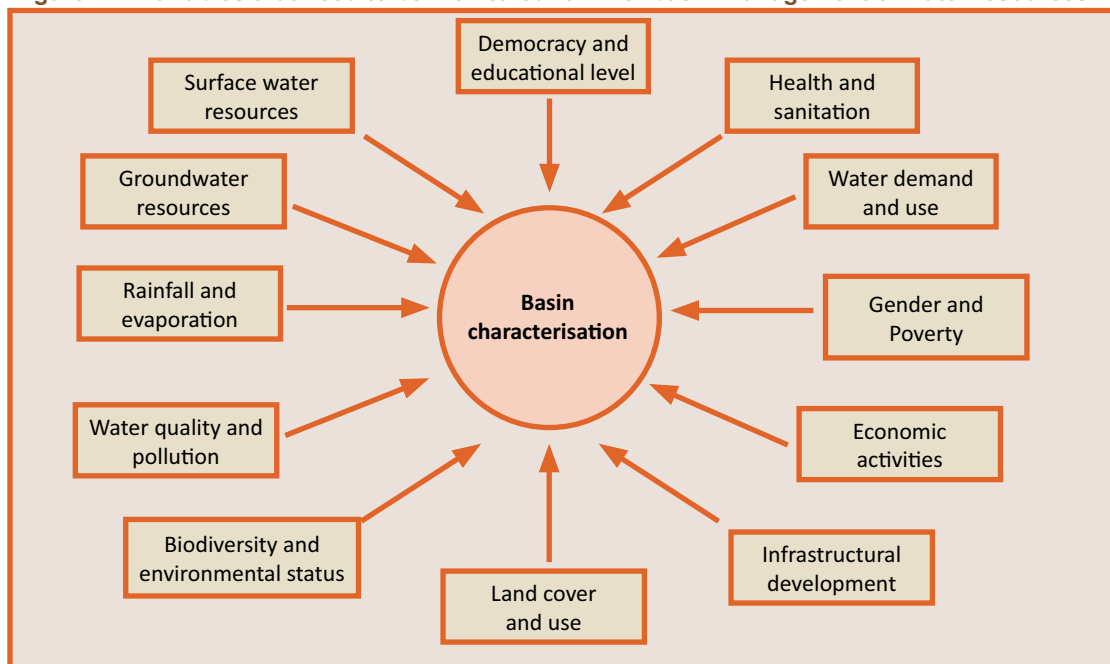 Democracy and
educational level
Surface water
resources
Health and
sanitation
Groundwater
resources
Water demand
and use
Rainfall and
evaporation
Basin
characterisation
Gender and
Poverty
Water quality and
pollution
Economic
activities
Biodiversity and
environmental status
Land cover
and use
Infrastructural
development